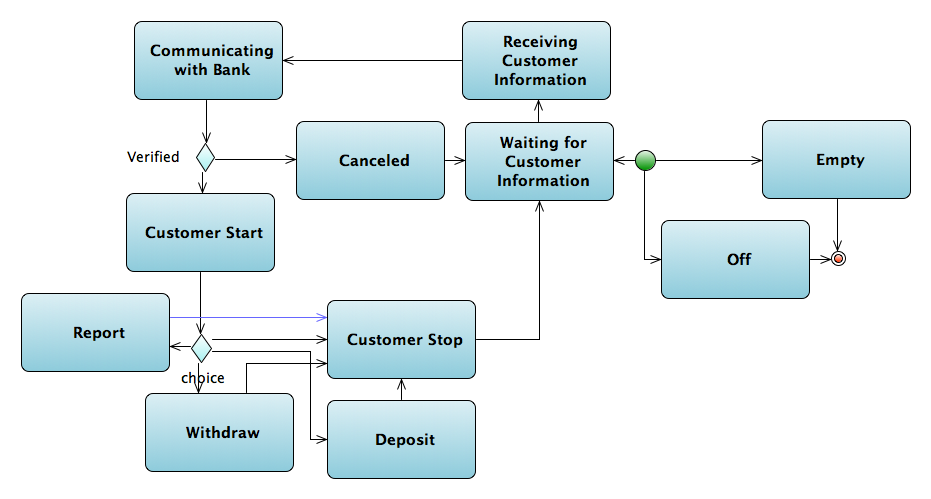 Communicating
with Bank
Receiving
Customer
Information
Verified
Canceled
Waiting for
Customer
Information
Empty
Customer Start
Off
Report
Customer Stop
choice
Withdraw
Deposit